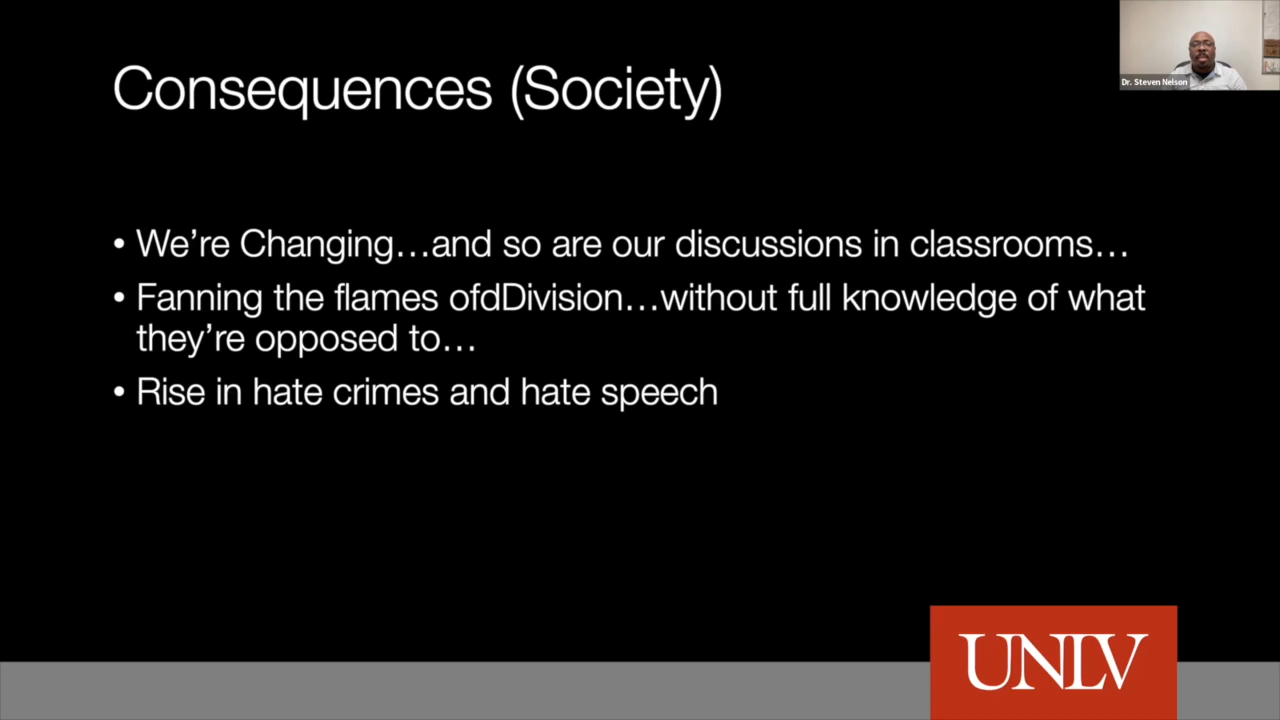 Dr. Steven Nelson
Consequences (Society)
• We're Changing…and so are our discussions in classrooms…
• Fanning the flames ofdDivision…without full knowledge of what
they're opposed to…
• Rise in hate crimes and hate speech
UNLV